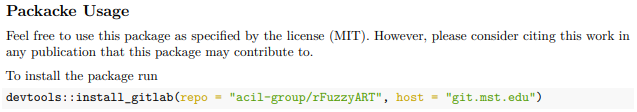 Packacke Usage
Feel free to use this package as specified by the license (MIT). However, please consider citing this work in
any publication that this package may contribute to.
To install the package run
devtools::install_gitlab(repo = "acil-group/rFuzzyART", host = "git.mst.edu")